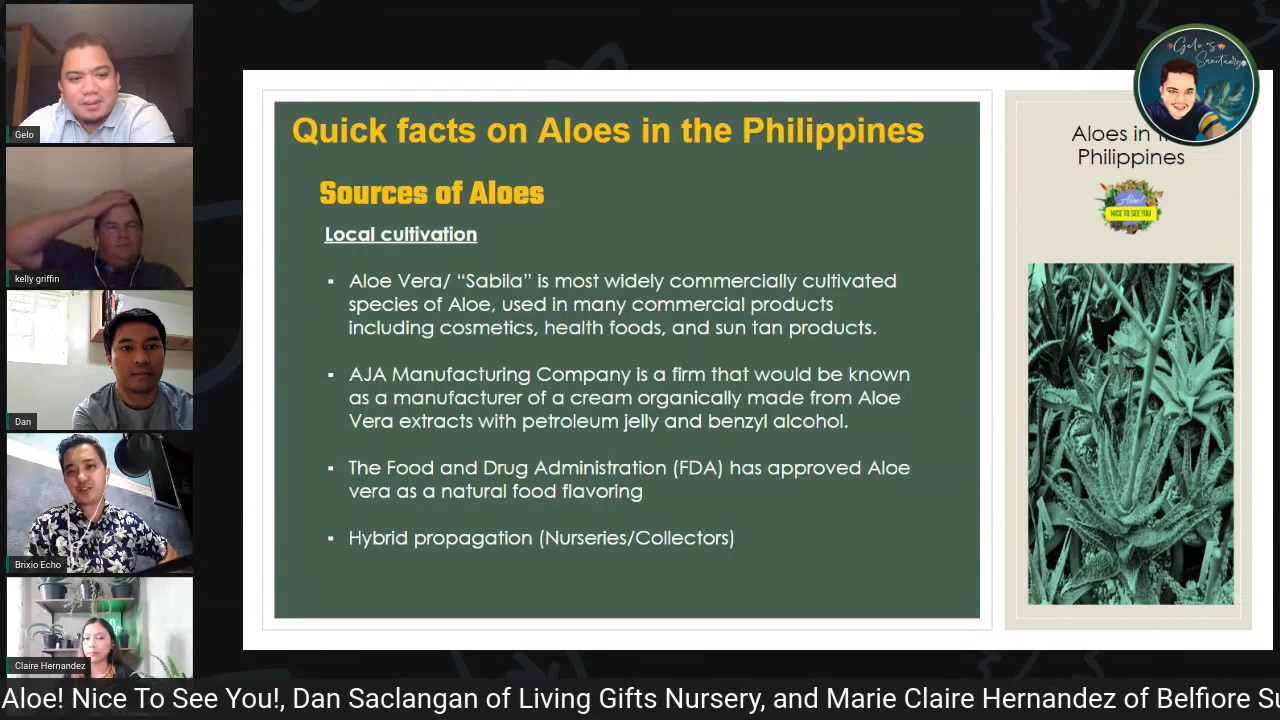 Gelo
kelly griffin
Dan
Brixio Echo
Claire Hernandez
Quick facts on Aloes in the Philippines
Sources of Aloes
Local cultivation
▪ Aloe Vera/ “Sabila” is most widely commercially cultivated
species of Aloe, used in many commercial products
including cosmetics, health foods, and sun tan products.
▪ AJA Manufacturing Company is a firm that would be known
as a manufacturer of a cream organically made from Aloe
Vera extracts with petroleum jelly and benzyl alcohol.
▪ The Food and Drug Administration (FDA) has approved Aloe
vera as a natural food flavoring
▪ Hybrid propagation (Nurseries/Collectors)
Gelo's
Sanctuary
Aloes in
Philippines
Aloe!
NICE TO SEE YOU
Aloe! Nice To See You!, Dan Saclangan of Living Gifts Nursery, and Marie Claire Hernandez of Belfiore